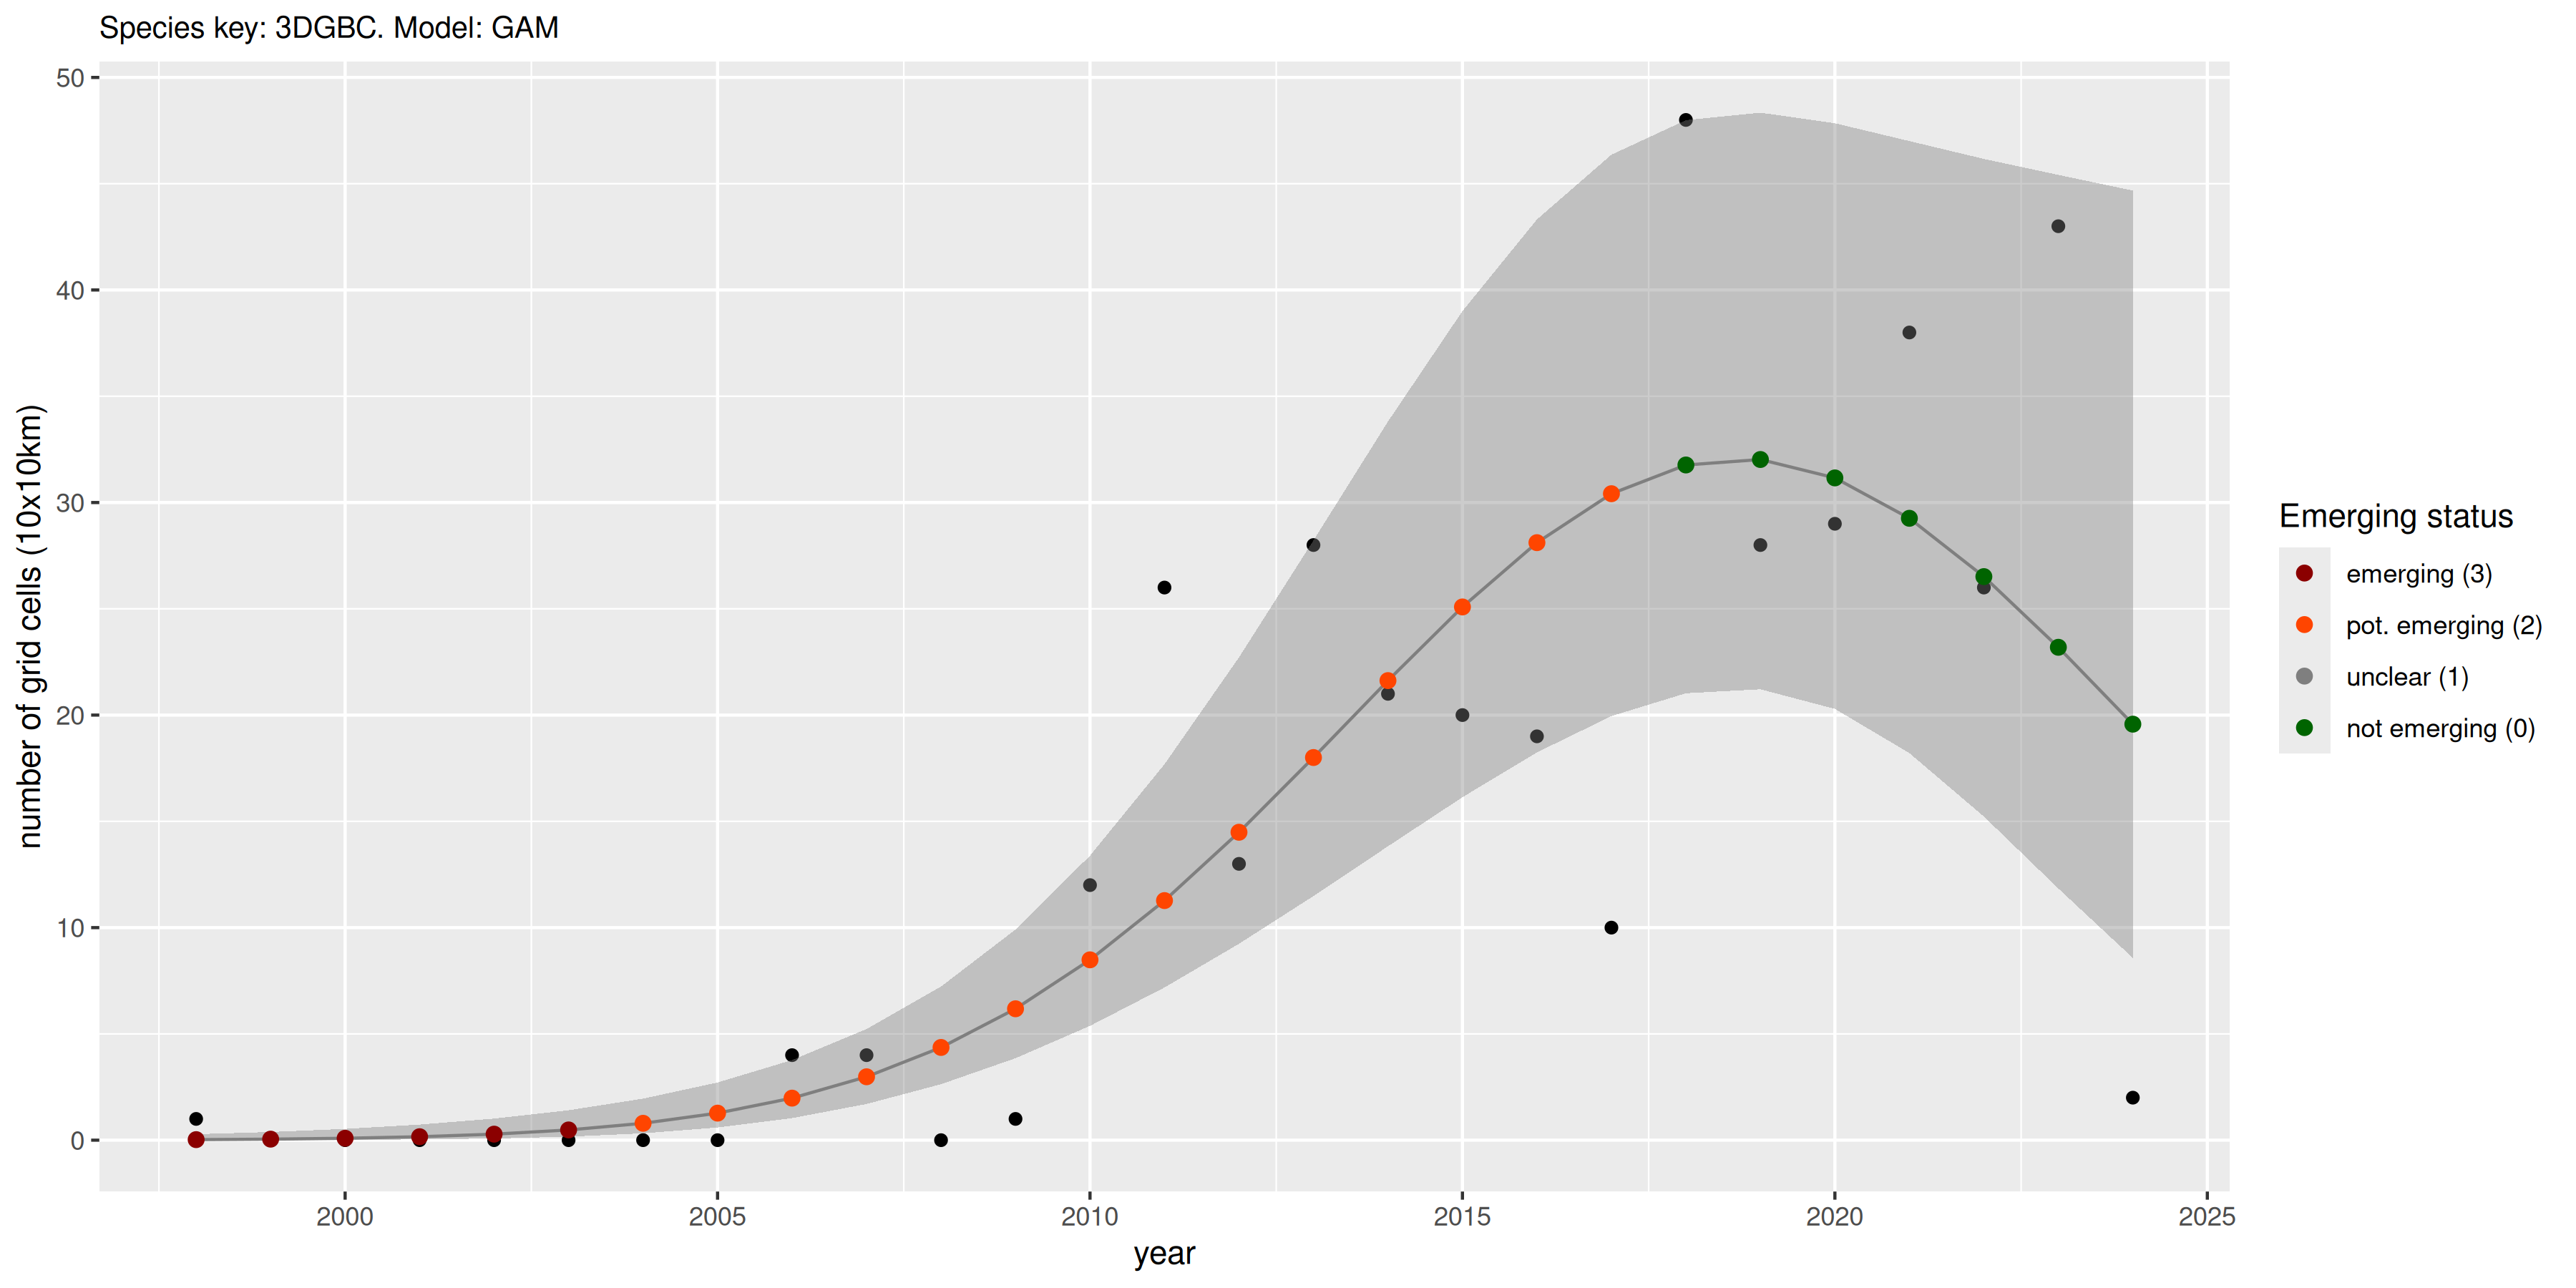 Species key: 3DGBC. Model: GAM
50
40
30
20
10
0
number of grid cells (10x10km)
2000
2005
2010
2015
2020
2025
year
Emerging status
emerging (3)
pot. emerging (2)
unclear (1)
not emerging (0)